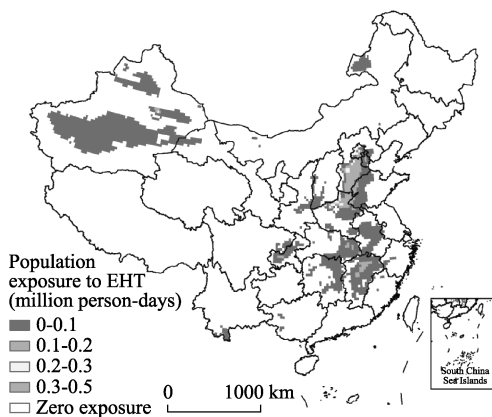 Population
exposure to EHT
(million person-days)
0-0.1
0.1-0.2
0.2-0.3
0.3-0.5
Zero exposure
0 1000 km
South China
Sea Islands